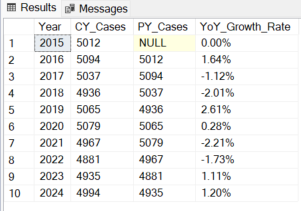 Results Messages
Year CY_Cases PY_Cases YoY_Growth_Rate
1 2015 5012 NULL 0.00%
2 2016 5094 5012 1.64%
3 2017 5037 5094 -1.12%
4 2018 4936 5037 -2.01%
5 2019 5065 4936 2.61%
6 2020 5079 5065 0.28%
7 2021 4967 5079 -2.21%
8 2022 4881 4967 -1.73%
9 2023 4935 4881 1.11%
10 2024 4994 4935 1.20%